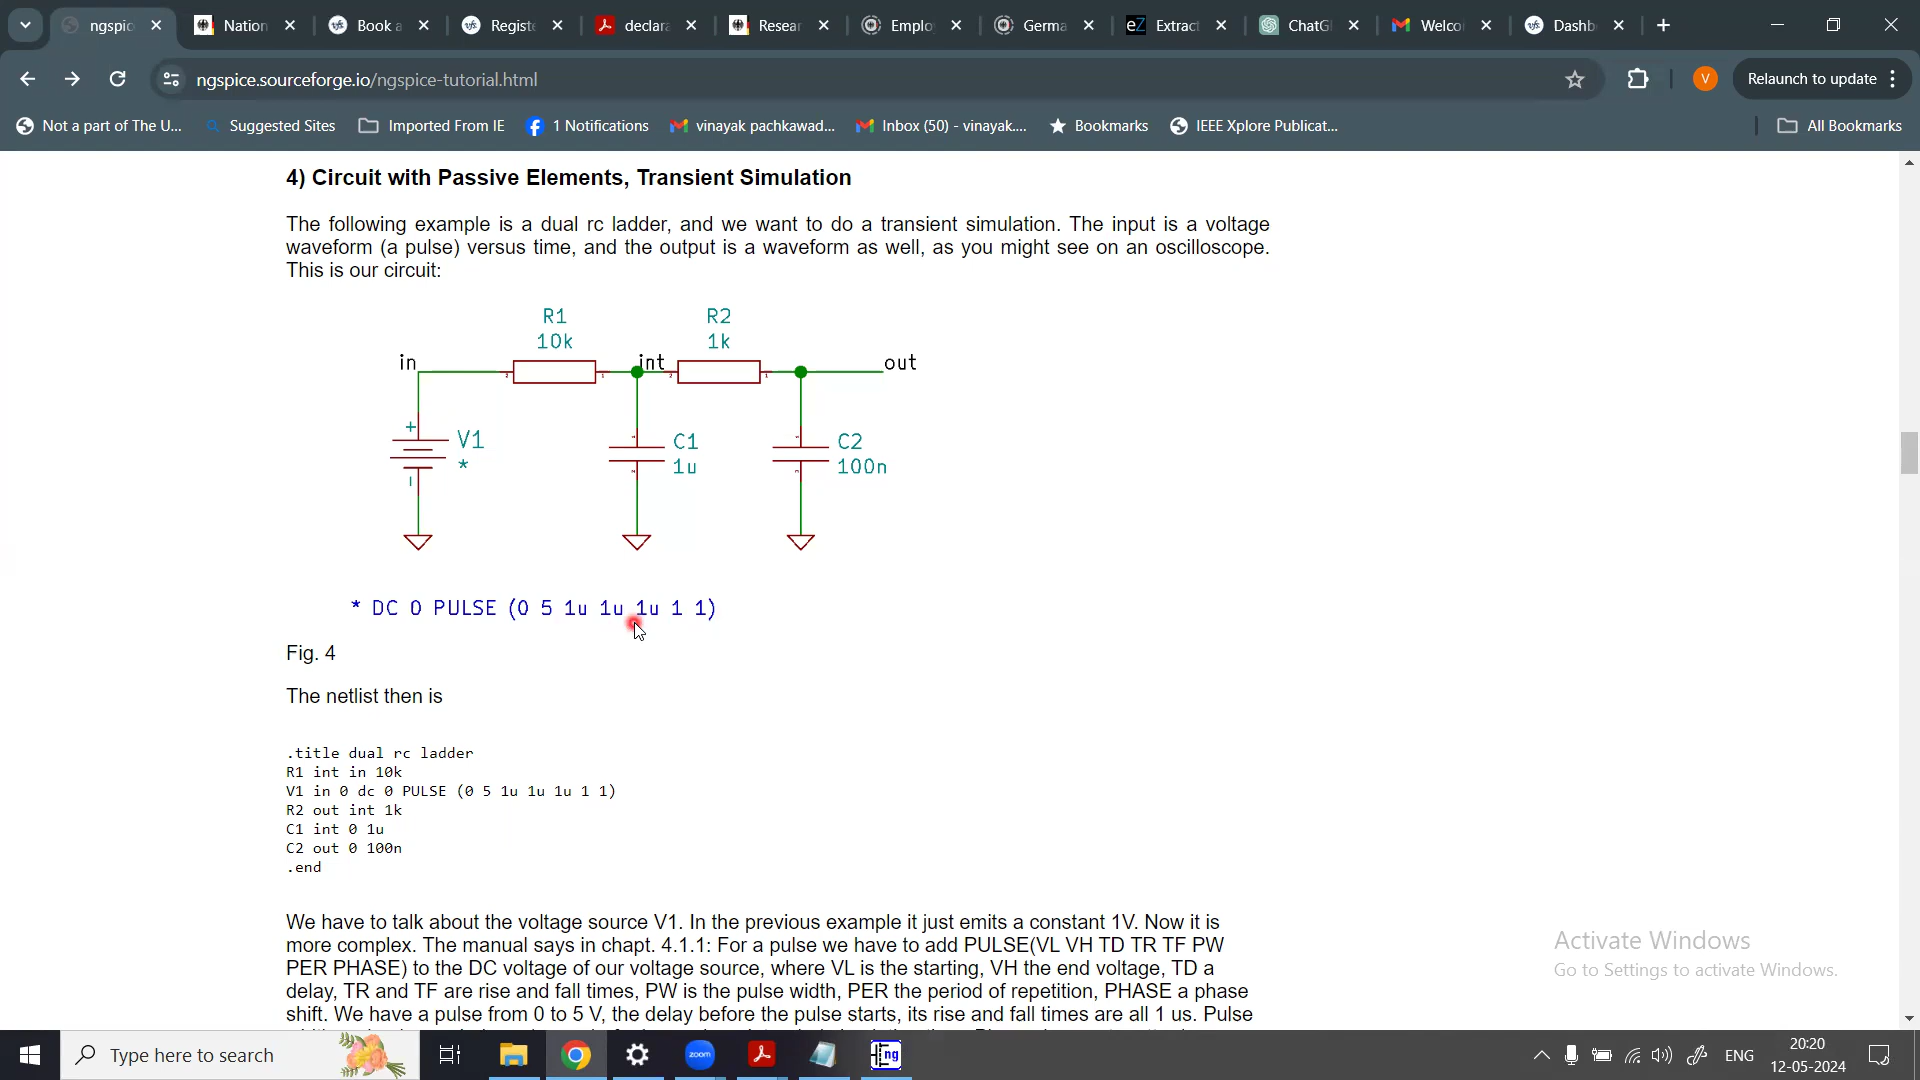 ngspic
Nation
Book a
Registe
declara
Resear
Emplo
Germa
eZ Extract
ChatG
Welco
Dashb
ngspice.sourceforge.io/ngspice-tutorial.html
V
Relaunch to update
Not a part of The U...
Suggested Sites
Imported From IE
1 Notifications
vinayak pachkawad...
Inbox (50) - vinayak....
Bookmarks
IEEE Xplore Publicat...
All Bookmarks
4) Circuit with Passive Elements, Transient Simulation
The following example is a dual rc ladder, and we want to do a transient simulation. The input is a voltage
waveform (a pulse) versus time, and the output is a waveform as well, as you might see on an oscilloscope.
This is our circuit:
R1
10k
R2
1k
in
int
out
+
V1
*
C1
1u
C2
100n
* DC 0 PULSE (0 5 1u 1u 1u 1 1)
Fig. 4
The netlist then is
.title dual rc ladder
R1 int in 10k
V1 in 0 dc 0 PULSE (0 5 1u 1u 1u 1 1)
R2 out int 1k
C1 int 0 1u
C2 out 0 100n
.end
We have to talk about the voltage source V1. In the previous example it just emits a constant 1V. Now it is
more complex. The manual says in chapt. 4.1.1: For a pulse we have to add PULSE(VL VH TD TR TF PW
PER PHASE) to the DC voltage of our voltage source, where VL is the starting, VH the end voltage, TD a
delay, TR and TF are rise and fall times, PW is the pulse width, PER the period of repetition, PHASE a phase
shift. We have a pulse from 0 to 5 V, the delay before the pulse starts, its rise and fall times are all 1 us. Pulse
Activate Windows
Go to Settings to activate Windows.
Type here to search
zoom
ng
ENG
20:20
12-05-2024